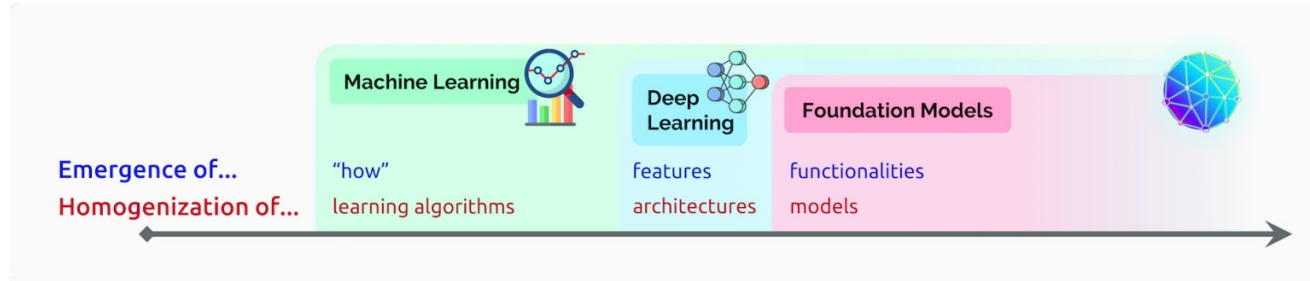 Machine Learning
Deep
Learning
Foundation Models
Emergence of... "how" features functionalities
Homogenization of... learning algorithms architectures models